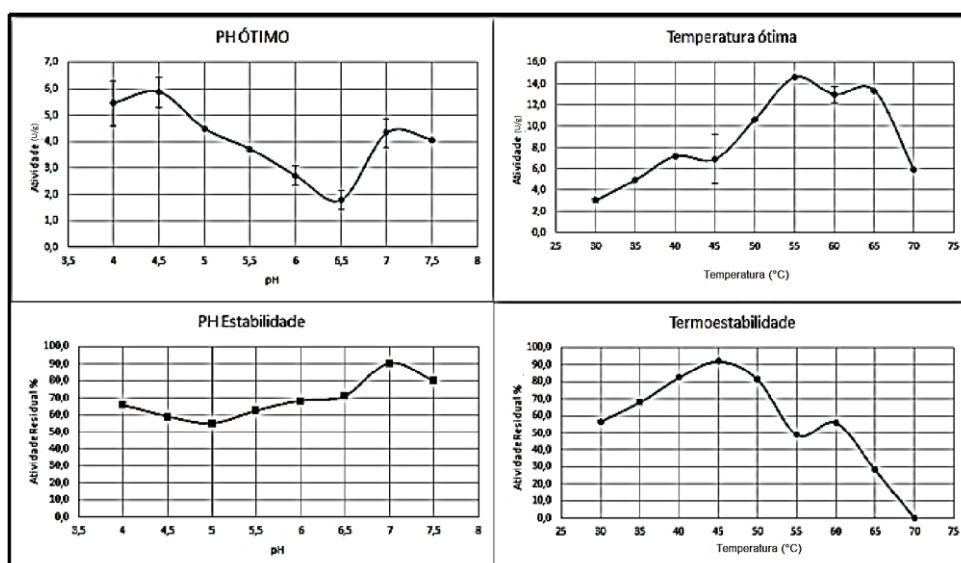 PH ÓTIMO
7,0
6,0
5,0
4,0
3,0
2,0
1,0
0,0
Atividade (U/g)
3,5 4 4,5 5 5,5 6 6,5 7 7,5 8
pH
Temperatura ótima
16,0
14,0
12,0
10,0
8,0
6,0
4,0
2,0
0,0
Atividade (U/g)
25 30 35 40 45 50 55 60 65 70 75
Temperatura (°C)
PH Estabilidade
100,0
90,0
80,0
70,0
60,0
50,0
40,0
30,0
20,0
10,0
0,0
Atividade Residual %
3,5 4 4,5 5 5,5 6 6,5 7 7,5 8
pH
Termoestabilidade
100,0
90,0
80,0
70,0
60,0
50,0
40,0
30,0
20,0
10,0
0,0
Atividade Residual %
25 30 35 40 45 50 55 60 65 70 75
Temperatura (°C)